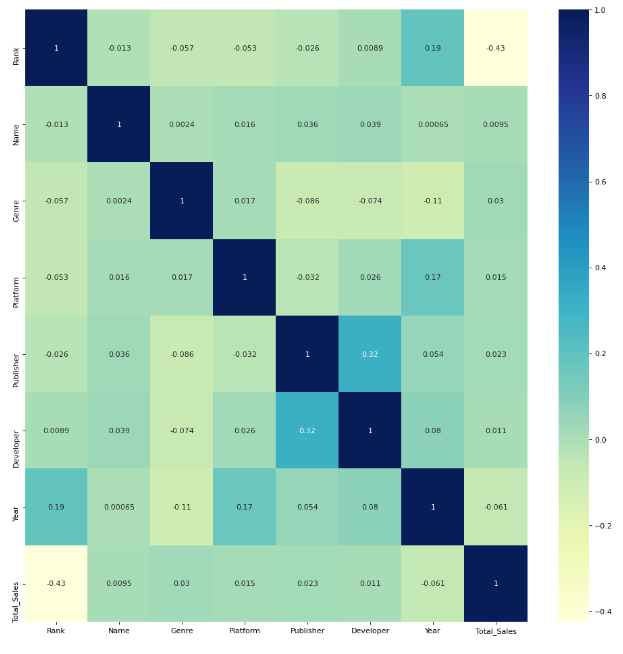 Rank 1 -0.013 -0.057 -0.053 -0.026 0.0089 0.19 -0.43
Name -0.013 1 0.0024 0.016 0.036 0.039 0.00065 0.0095
Genre -0.057 0.0024 1 0.017 -0.086 -0.074 -0.11 0.03
Platform -0.053 0.016 0.017 1 -0.032 0.026 0.17 0.015
Publisher -0.026 0.036 -0.086 -0.032 1 0.32 0.054 0.023
Developer 0.0089 0.039 -0.074 0.026 0.32 1 0.08 0.011
Year 0.19 0.00065 -0.11 0.17 0.054 0.08 1 -0.061
Total_Sales -0.43 0.0095 0.03 0.015 0.023 0.011 -0.061 1
Rank Name Genre Platform Publisher Developer Year Total_Sales
1.0
0.8
0.6
0.4
0.2
0.0
−0.2
−0.4